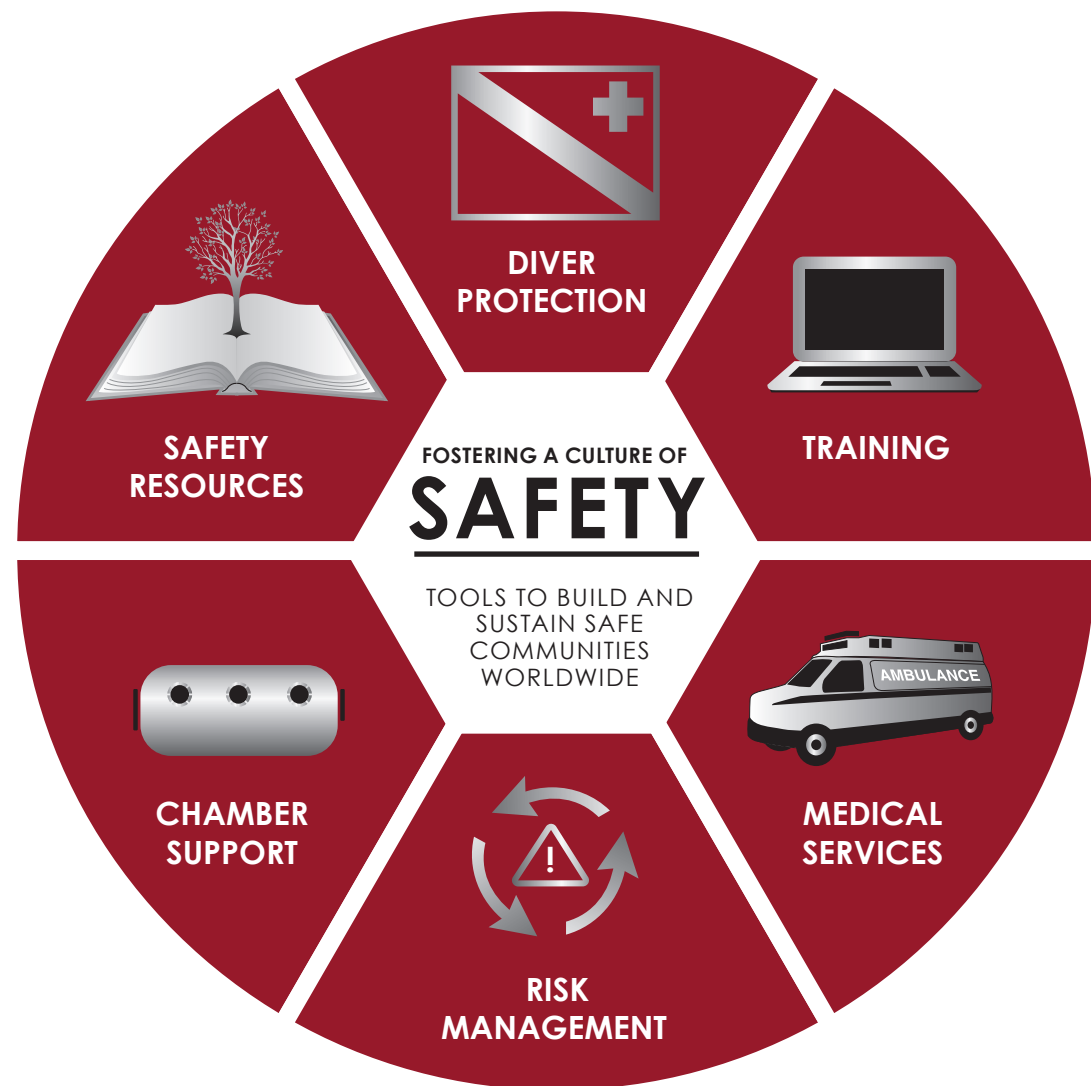 DIVER
PROTECTION
TRAINING
SAFETY
RESOURCES
FOSTERING A CULTURE OF
SAFETY
TOOLS TO BUILD AND
SUSTAIN SAFE
COMMUNITIES
WORLDWIDE
AMBULANCE
MEDICAL
SERVICES
CHAMBER
SUPPORT
!
RISK
MANAGEMENT